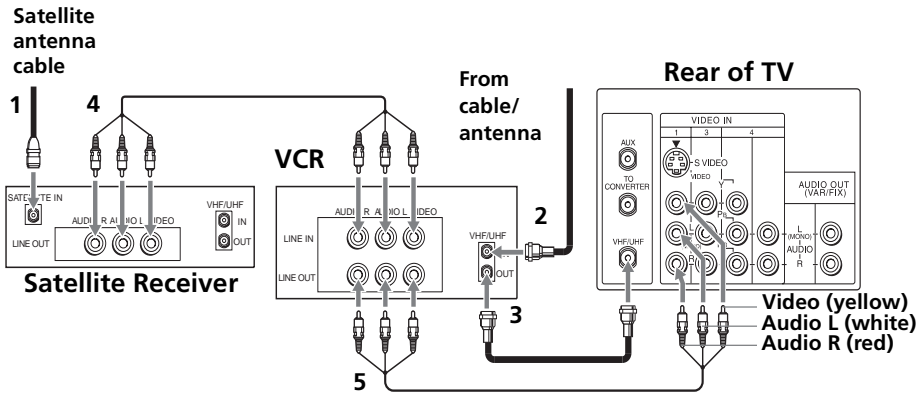 Satellite
antenna
cable
1
4
From
cable/
antenna
Rear of TV
VCR
2
SATELLITE IN
LINE OUT
AUDIO R AUDIO L VIDEO
VHF/UHF
IN
OUT
Satellite Receiver
AUDIO R AUDIO L VIDEO
LINE IN
LINE OUT
VHF/UHF
OUT
3
5
VIDEO IN
1 3 4
AUX
TO
CONVERTER
VHF/UHF
S VIDEO
VIDEO
Y
PB
R
L
(MONO)
AUDIO
R
AUDIO OUT
(VAR/FIX)
Video (yellow)
Audio L (white)
Audio R (red)